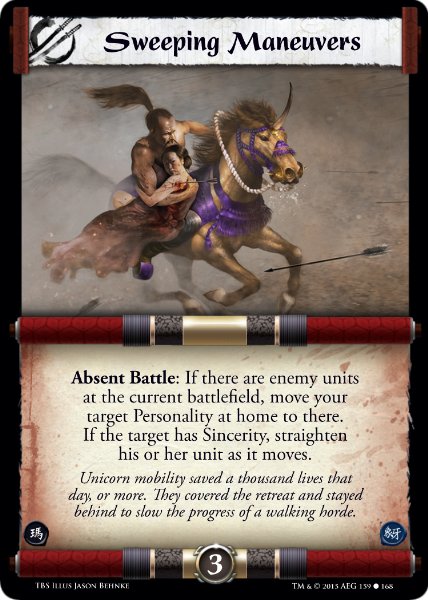 Sweeping Maneuvers
Absent Battle: If there are enemy units
at the current battlefield, move your
target Personality at home to there.
If the target has Sincerity, straighten
his or her unit as it moves.
Unicorn mobility saved a thousand lives that
day, or more. They covered the retreat and stayed
behind to slow the progress of a walking horde.
瑪
3
象牙
TBS Illus Jason Behnke
TM & © 2015 AEG 159 ● 168